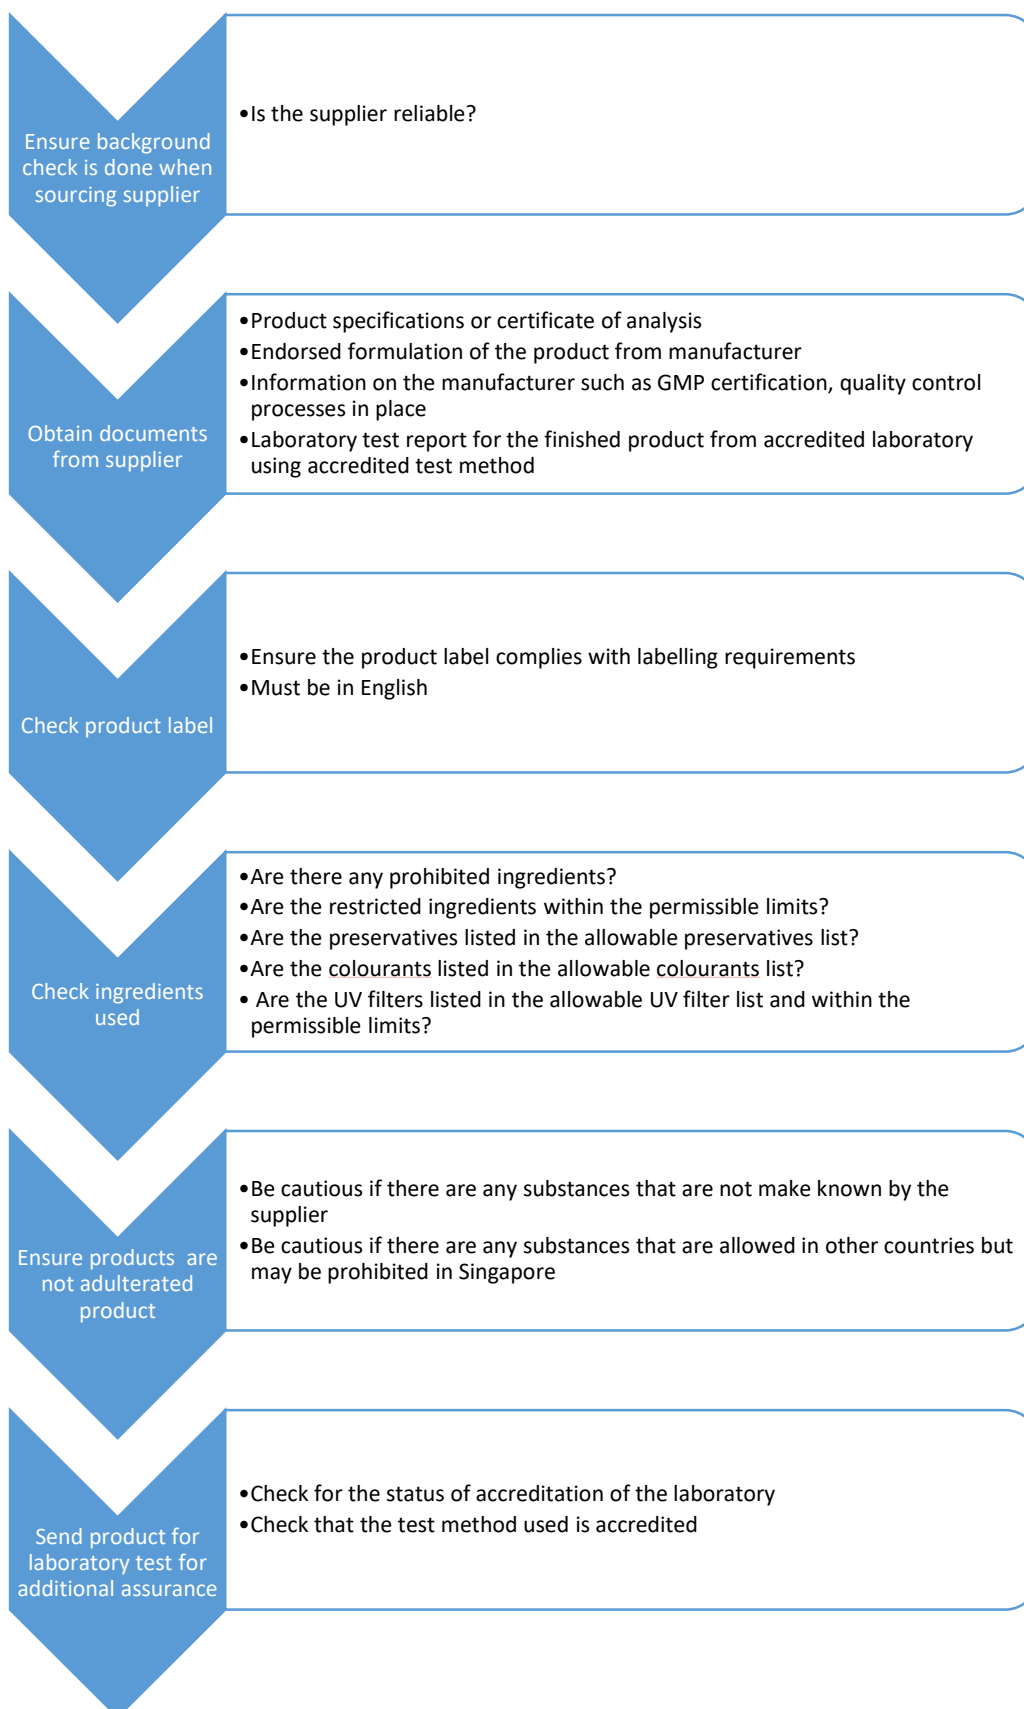 Ensure background
check is done when
sourcing supplier
•Is the supplier reliable?
Obtain documents
from supplier
•Product specifications or certificate of analysis
•Endorsed formulation of the product from manufacturer
•Information on the manufacturer such as GMP certification, quality control
processes in place
•Laboratory test report for the finished product from accredited laboratory
using accredited test method
Check product label
•Ensure the product label complies with labelling requirements
•Must be in English
Check ingredients
used
•Are there any prohibited ingredients?
•Are the restricted ingredients within the permissible limits?
•Are the preservatives listed in the allowable preservatives list?
•Are the colourants listed in the allowable colourants list?
• Are the UV filters listed in the allowable UV filter list and within the
permissible limits?
Ensure products  are
not adulterated
product
•Be cautious if there are any substances that are not make known by the
supplier
•Be cautious if there are any substances that are allowed in other countries but
may be prohibited in Singapore
Send product for
laboratory test for
additional assurance
•Check for the status of accreditation of the laboratory
•Check that the test method used is accredited